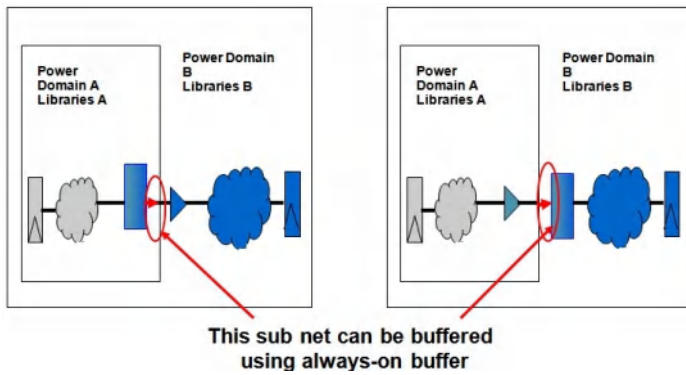 Power
Domain A
Libraries A
Power Domain
B
Libraries B
Power
Domain A
Libraries A
Power Domain
B
Libraries B
This sub net can be buffered
using always-on buffer